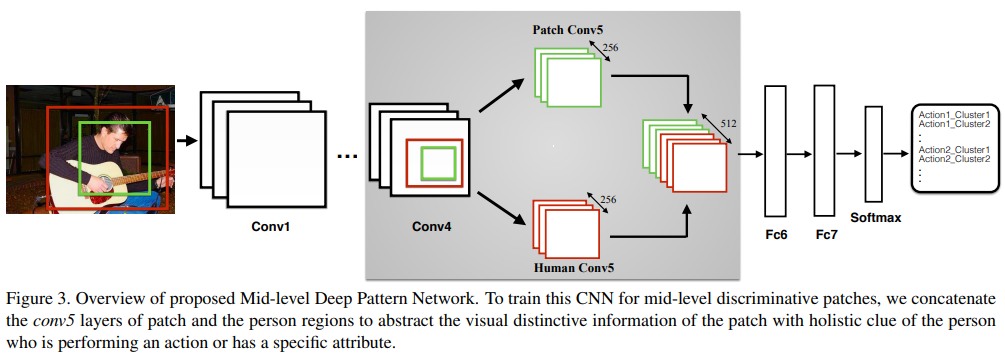 Patch Conv5
256
512
256
Human Conv5
Conv1
...
Conv4
Fc6
Fc7
Softmax
Action1_Cluster1
Action1_Cluster2
:
Action2_Cluster1
Action2_Cluster2
:
Figure 3. Overview of proposed Mid-level Deep Pattern Network. To train this CNN for mid-level discriminative patches, we concatenate
the conv5 layers of patch and the person regions to abstract the visual distinctive information of the patch with holistic clue of the person
who is performing an action or has a specific attribute.